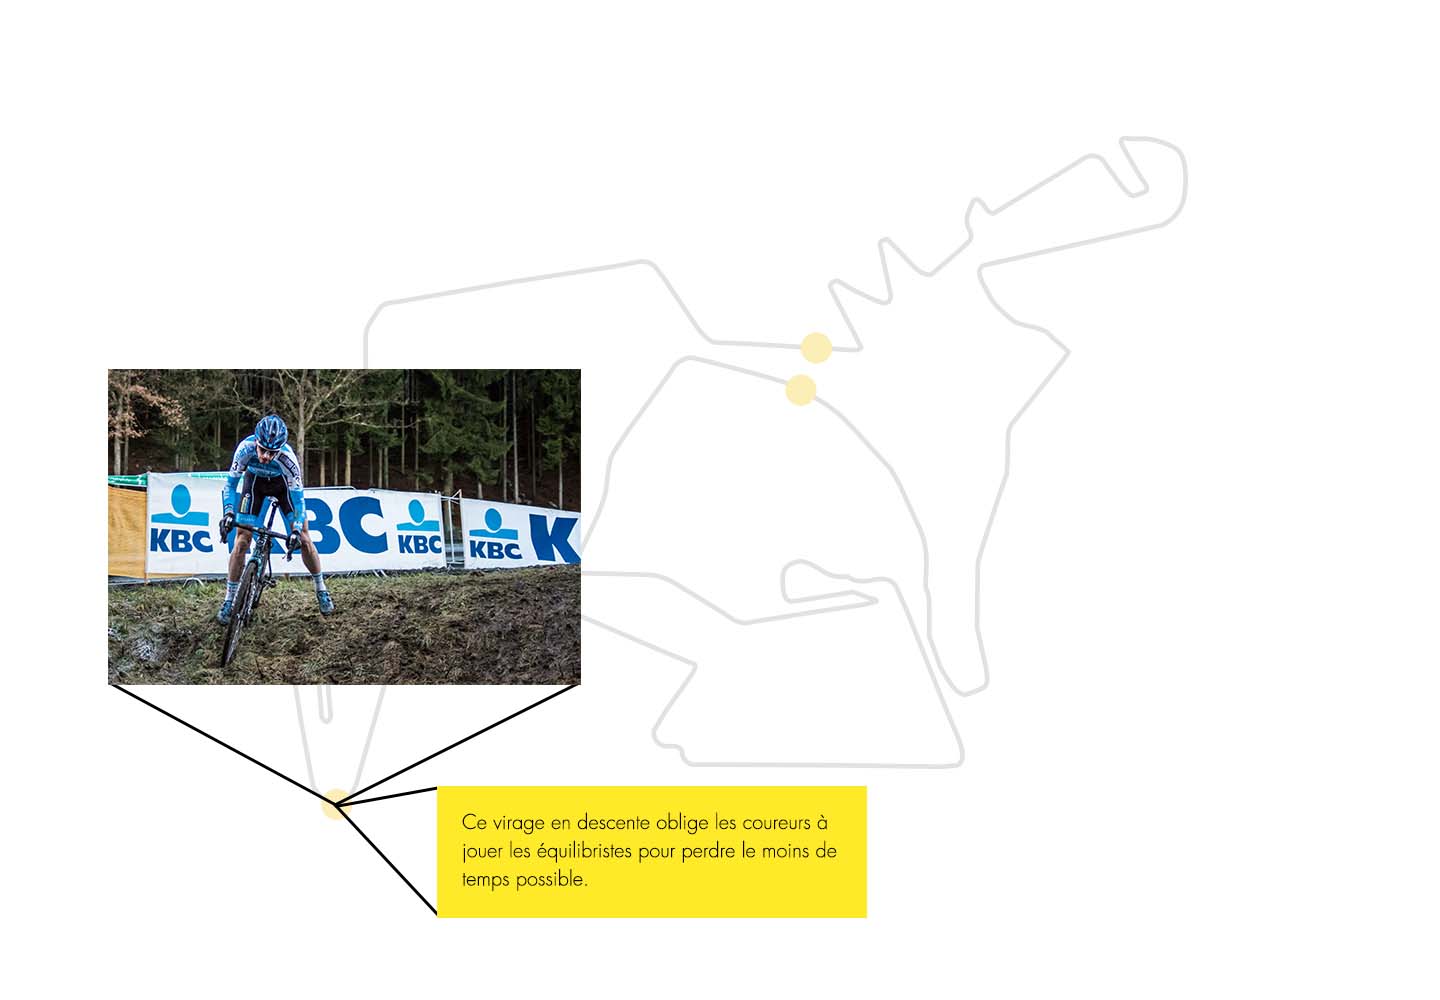 KBC
KBC
KBC
KBC
K
Ce virage en descente oblige les coureurs à
jouer les équilibristes pour perdre le moins de
temps possible.